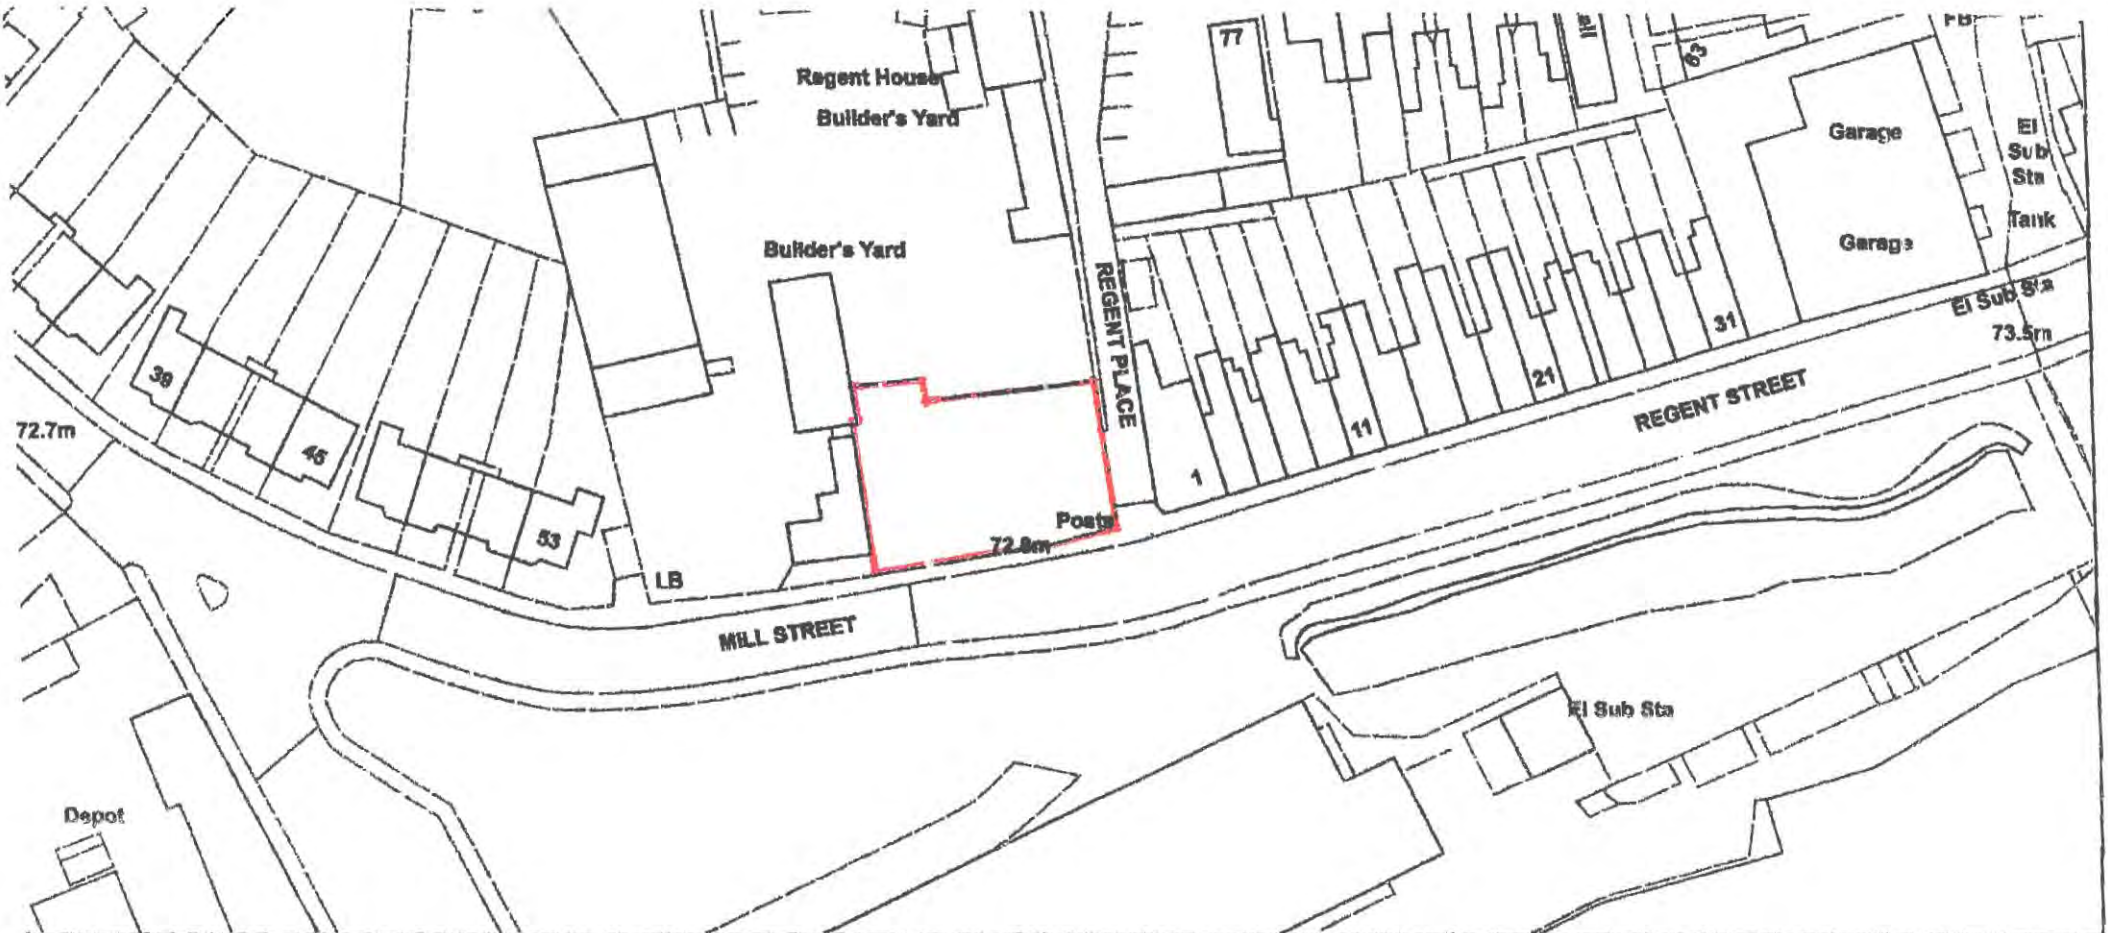 FB
77
63
Regent House
Builder's Yard
Garage
El
Sub
Sta
Tank
Garage
Builder's Yard
REGENT PLACE
El Sub Sta
73.5m
31
21
11
1
REGENT STREET
39
45
53
72.7m
Posts
72.8m
LB
MILL STREET
El Sub Sta
Depot